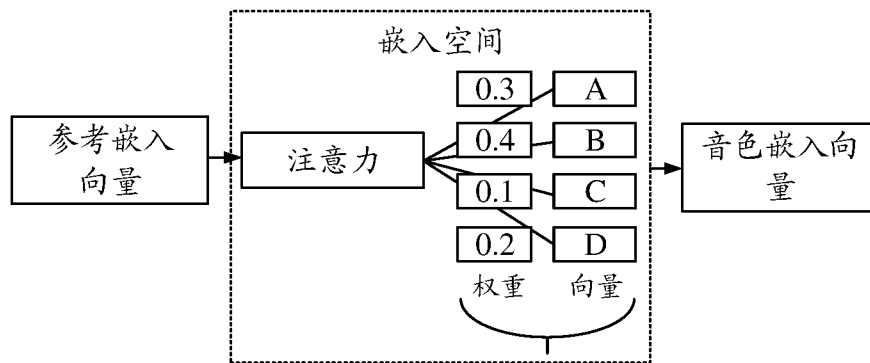 嵌入空间
参考嵌入
向量
注意力
0.3 A
0.4 B
0.1 C
0.2 D
权重 向量
音色嵌入向
量